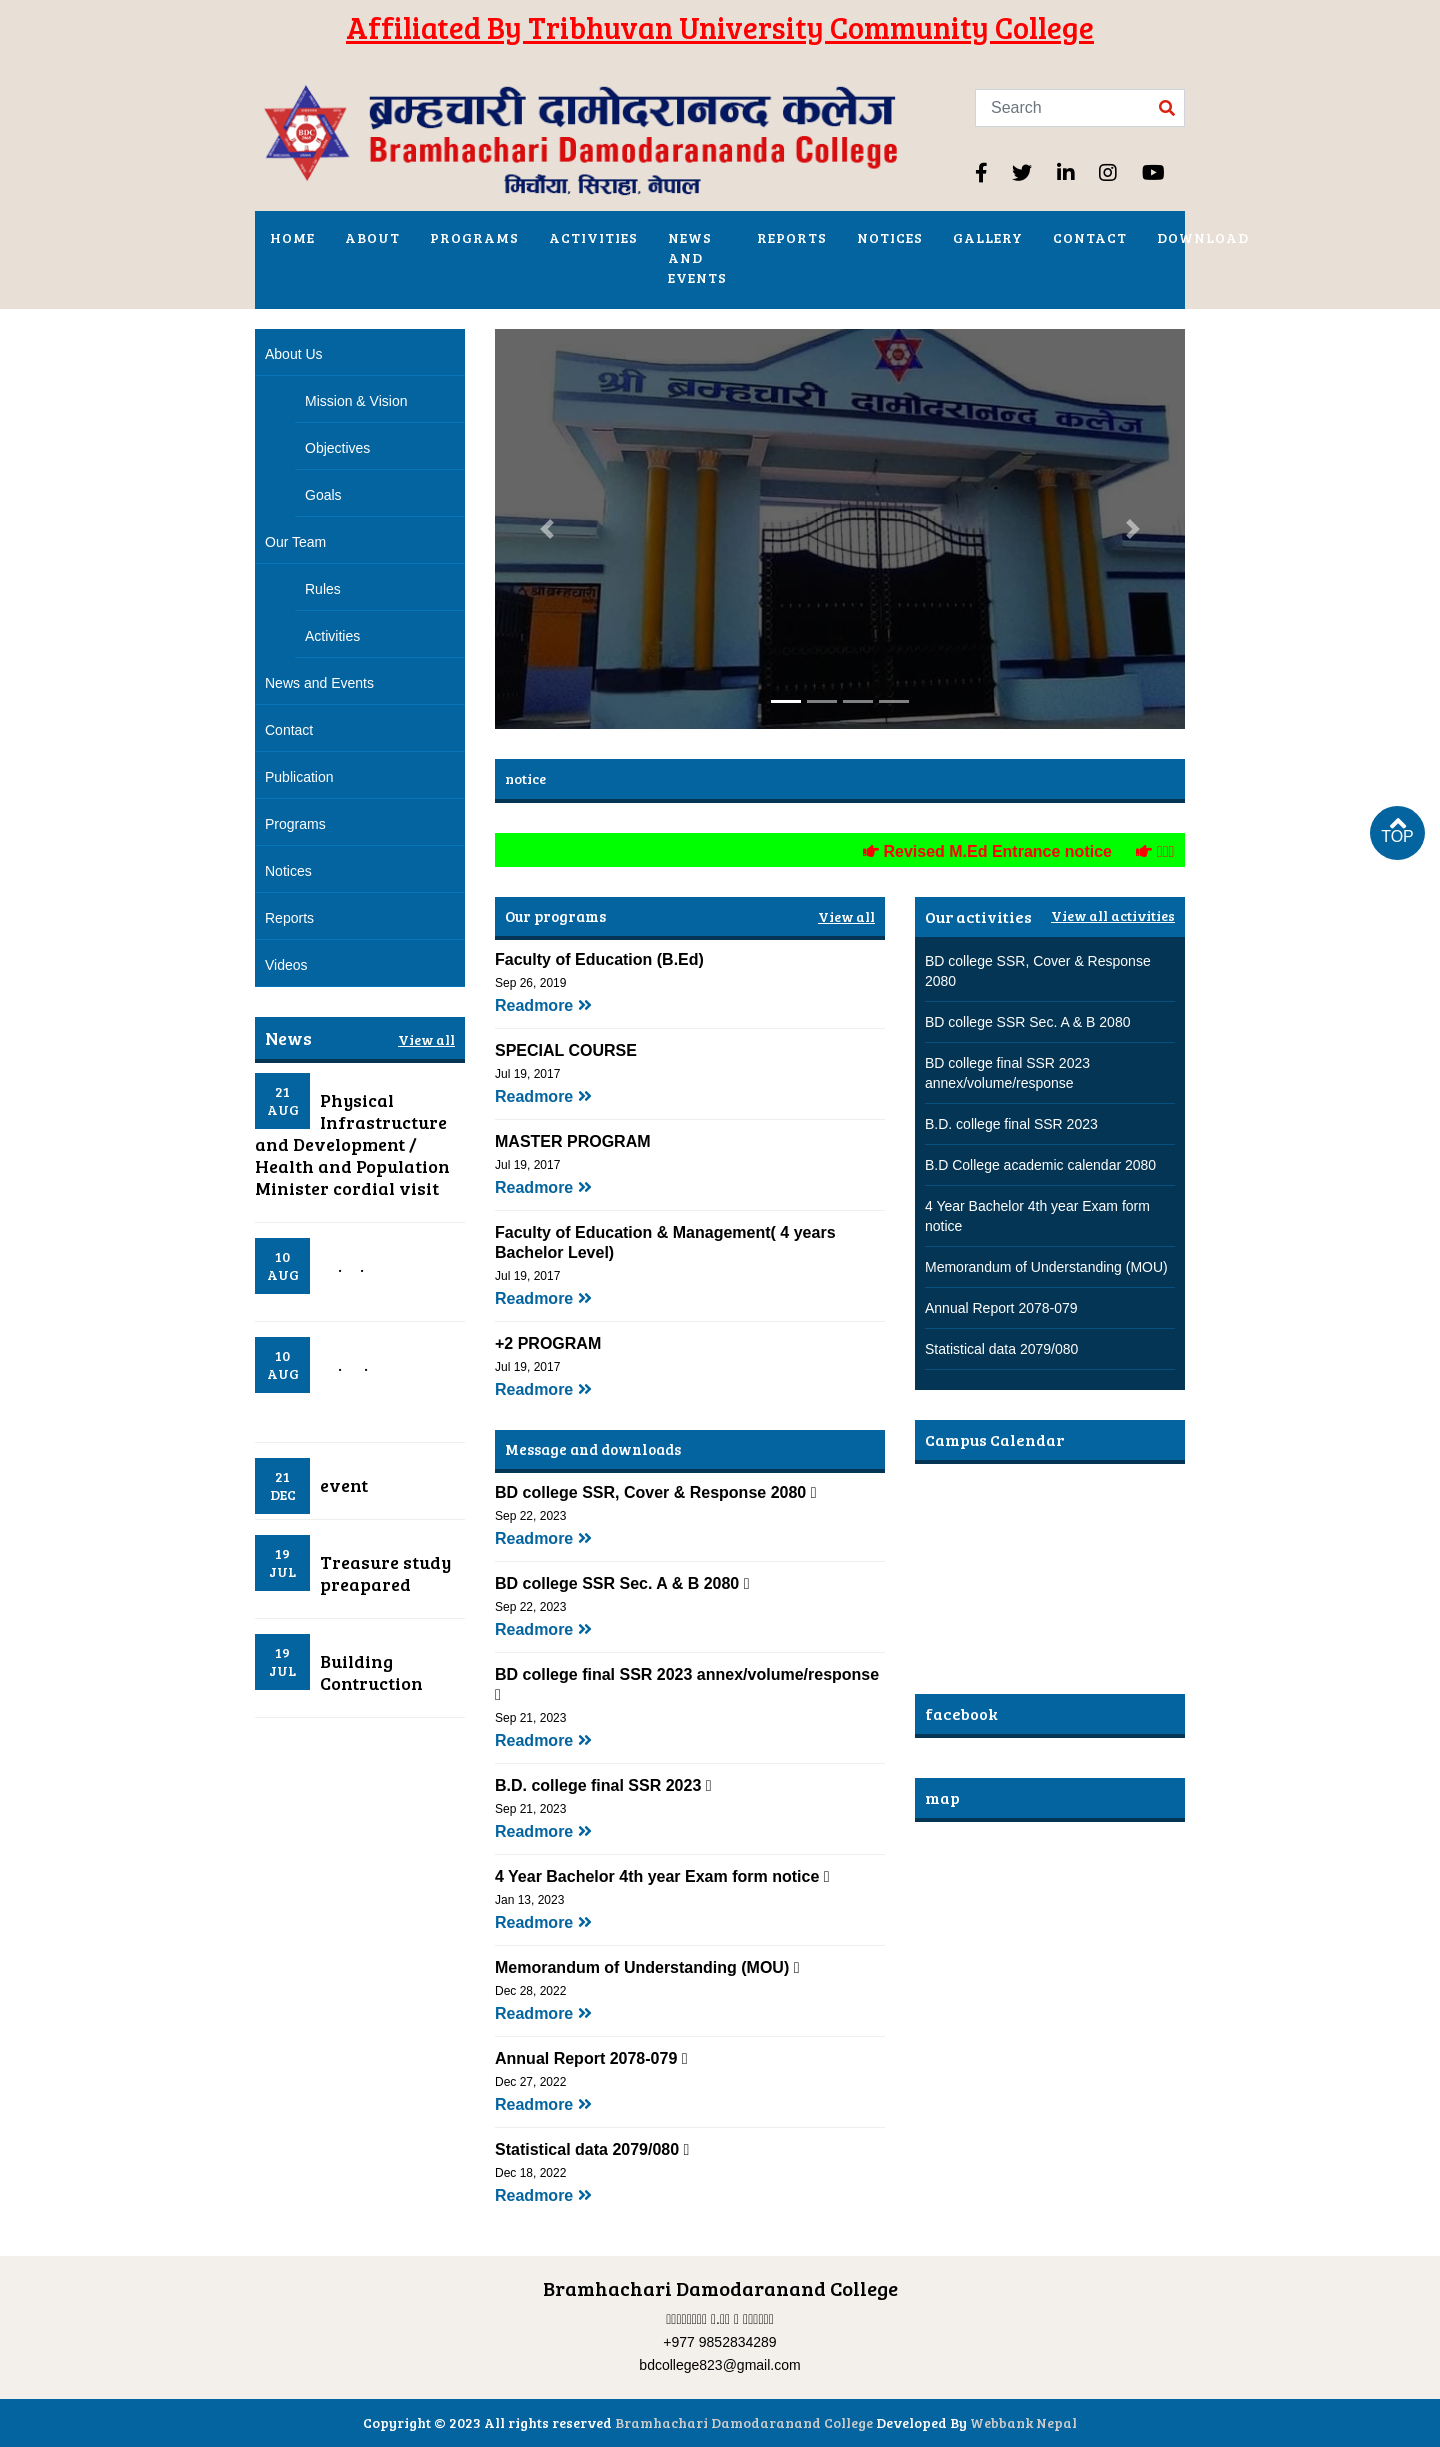 Affiliated By Tribhuvan University Community College
ब्रम्हचारी दामोदरानन्द कलेज
BDC
Bramhachari Damodarananda College
मिर्चौया, सिराहा, नेपाल
Search
HOME ABOUT PROGRAMS ACTIVITIES NEWS AND EVENTS REPORTS NOTICES GALLERY CONTACT DOWNLOAD
About Us
Mission & Vision
Objectives
Goals
Our Team
Rules
Activities
News and Events
Contact
Publication
Programs
Notices
Reports
Videos
श्री ब्रम्हचारी दामोदरानन्द कलेज
notice
Revised M.Ed Entrance notice
TOP
News View all
21
AUG
Physical
Infrastructure
and Development /
Health and Population
Minister cordial visit
10
AUG
. .
10
AUG
. .
21
DEC
event
19
JUL
Treasure study
preapared
19
JUL
Building
Contruction
Our programs View all
Faculty of Education (B.Ed)
Sep 26, 2019
Readmore
SPECIAL COURSE
Jul 19, 2017
Readmore
MASTER PROGRAM
Jul 19, 2017
Readmore
Faculty of Education & Management( 4 years
Bachelor Level)
Jul 19, 2017
Readmore
+2 PROGRAM
Jul 19, 2017
Readmore
Message and downloads
BD college SSR, Cover & Response 2080
Sep 22, 2023
Readmore
BD college SSR Sec. A & B 2080
Sep 22, 2023
Readmore
BD college final SSR 2023 annex/volume/response
Sep 21, 2023
Readmore
B.D. college final SSR 2023
Sep 21, 2023
Readmore
4 Year Bachelor 4th year Exam form notice
Jan 13, 2023
Readmore
Memorandum of Understanding (MOU)
Dec 28, 2022
Readmore
Annual Report 2078-079
Dec 27, 2022
Readmore
Statistical data 2079/080
Dec 18, 2022
Readmore
Our activities View all activities
BD college SSR, Cover & Response
2080
BD college SSR Sec. A & B 2080
BD college final SSR 2023
annex/volume/response
B.D. college final SSR 2023
B.D College academic calendar 2080
4 Year Bachelor 4th year Exam form
notice
Memorandum of Understanding (MOU)
Annual Report 2078-079
Statistical data 2079/080
Campus Calendar
facebook
map
Bramhachari Damodaranand College
+977 9852834289
bdcollege823@gmail.com
Copyright © 2023 All rights reserved Bramhachari Damodaranand College Developed By Webbank Nepal